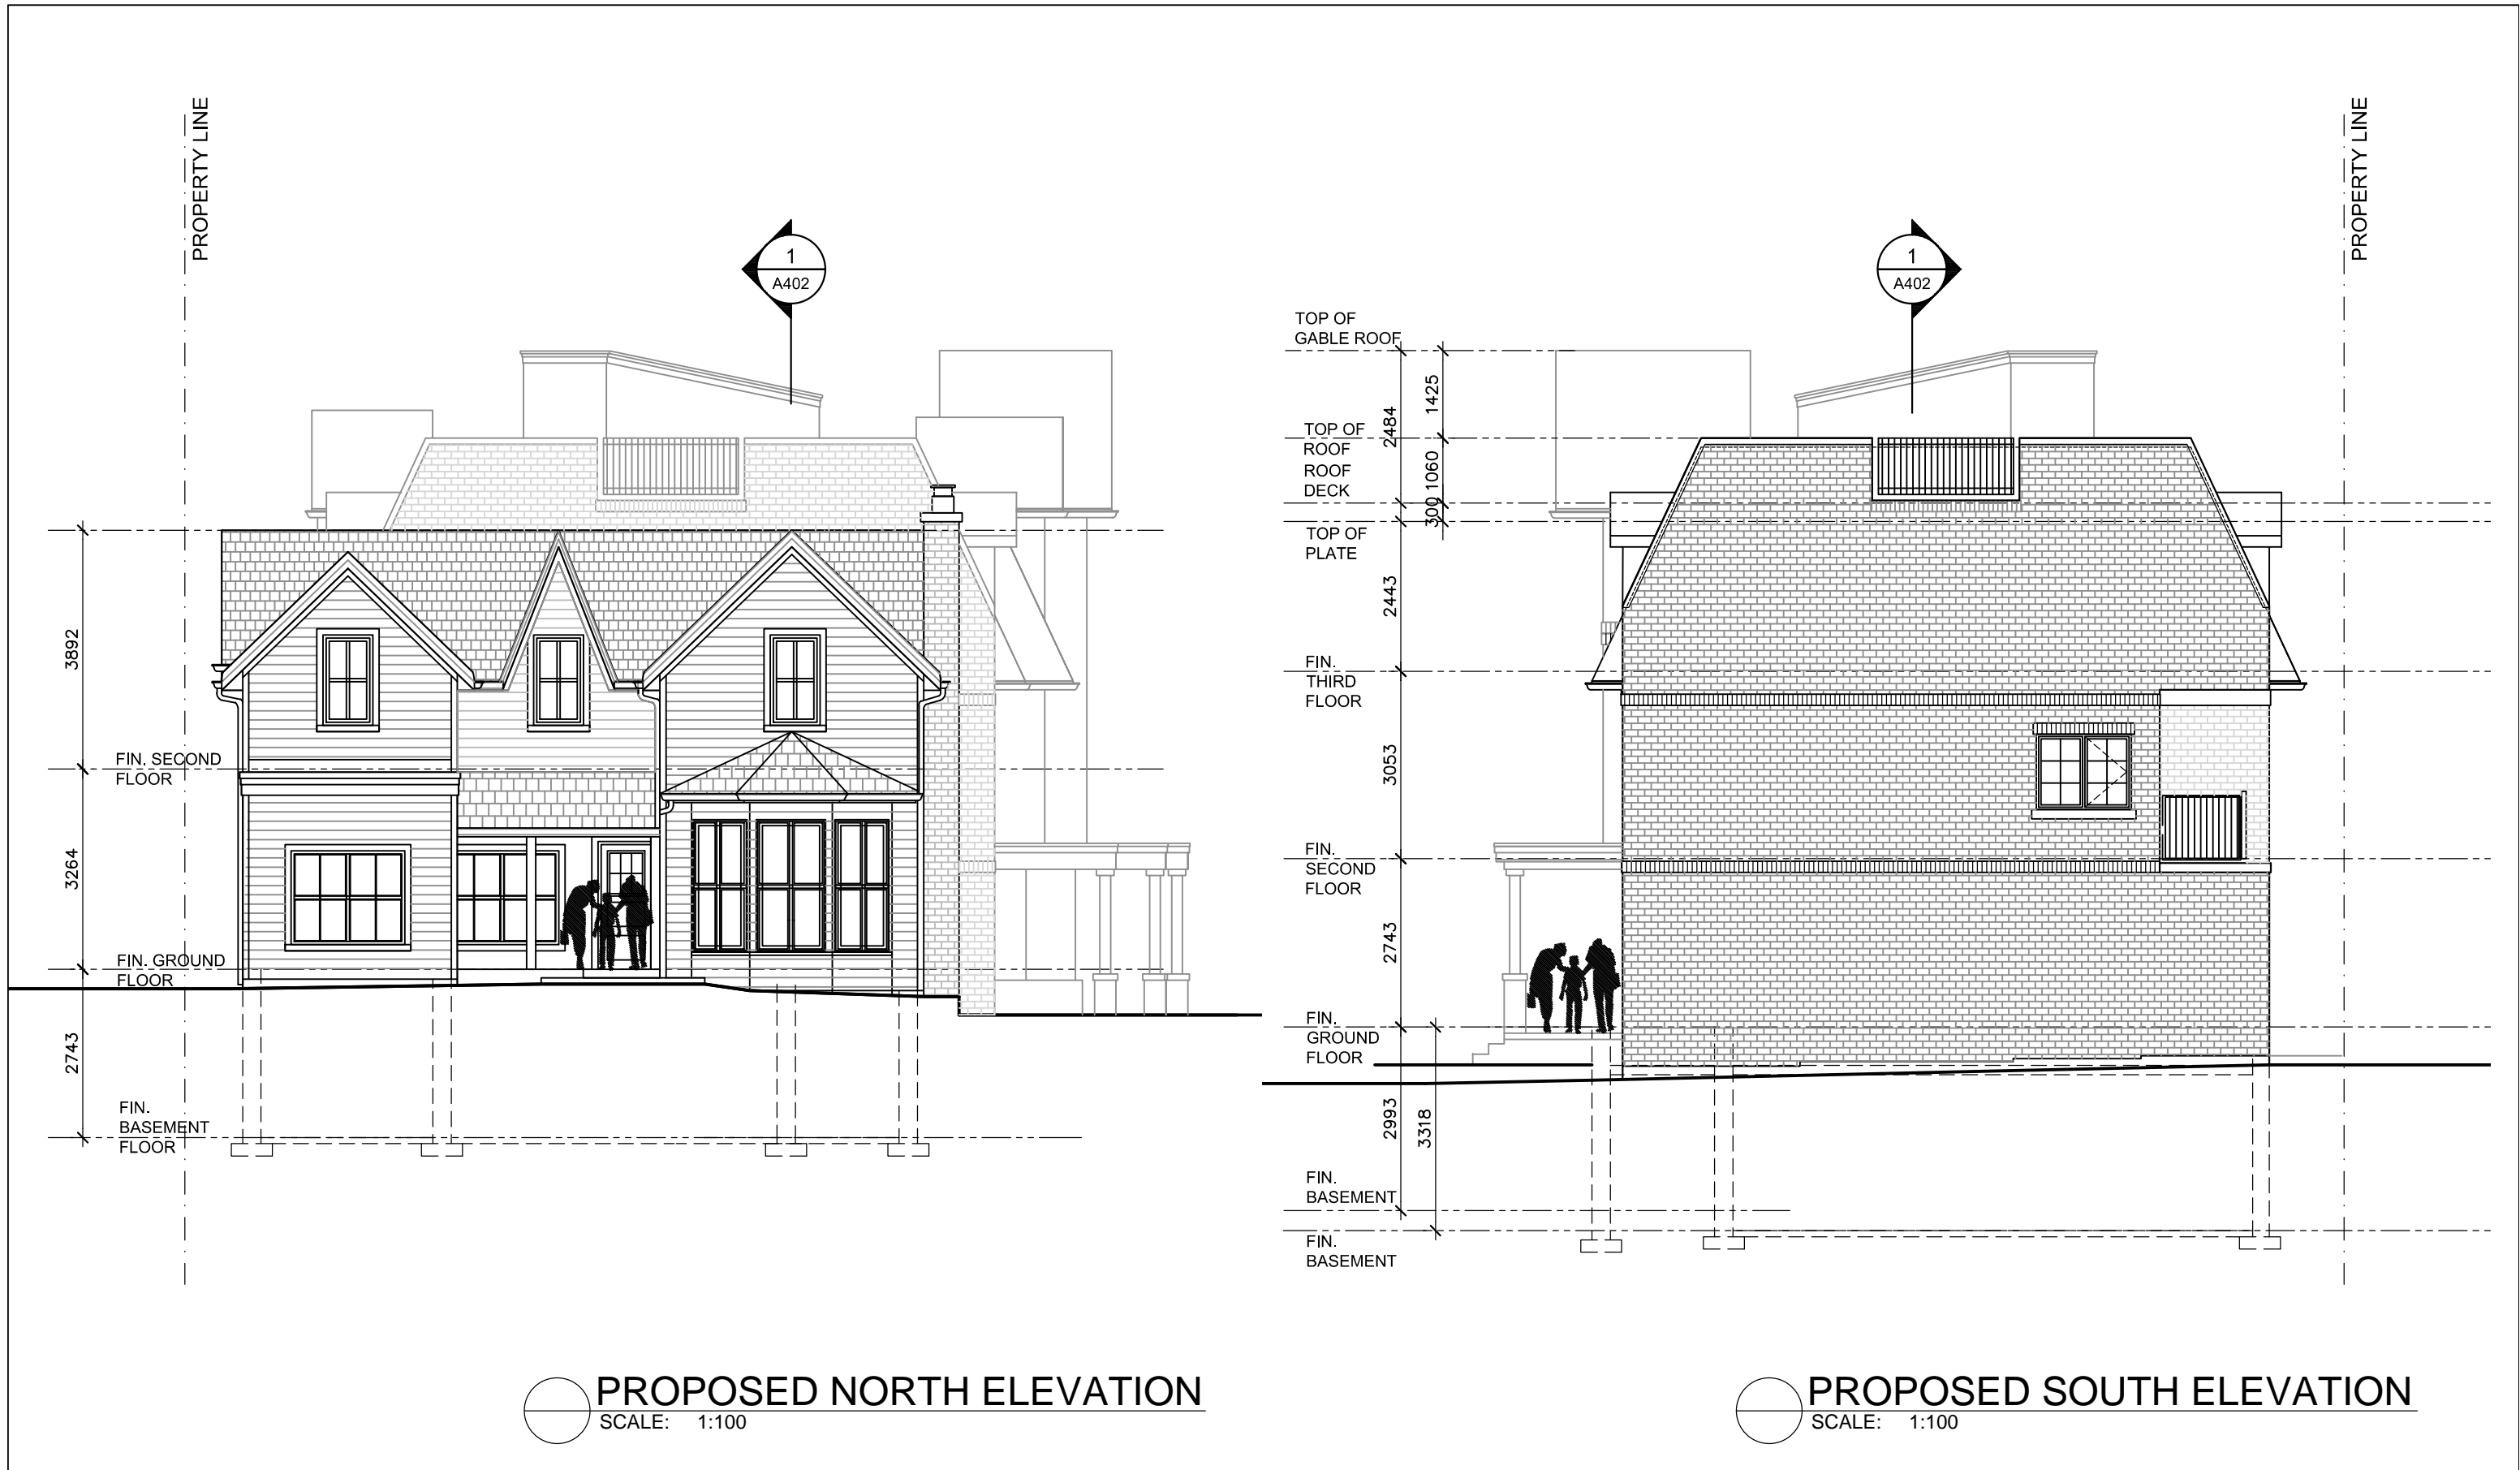 PROPERTY LINE
1
A402
3892
FIN. SECOND
FLOOR
3264
FIN. GROUND
FLOOR
2743
FIN.
BASEMENT
FLOOR
PROPOSED NORTH ELEVATION
SCALE: 1:100
PROPERTY LINE
1
A402
TOP OF
GABLE ROOF
1425
2484
TOP OF
ROOF
ROOF
DECK
1060
300
TOP OF
PLATE
2443
FIN.
THIRD
FLOOR
3053
FIN.
SECOND
FLOOR
2743
FIN.
GROUND
FLOOR
2993
3318
FIN.
BASEMENT
FIN.
BASEMENT
PROPOSED SOUTH ELEVATION
SCALE: 1:100